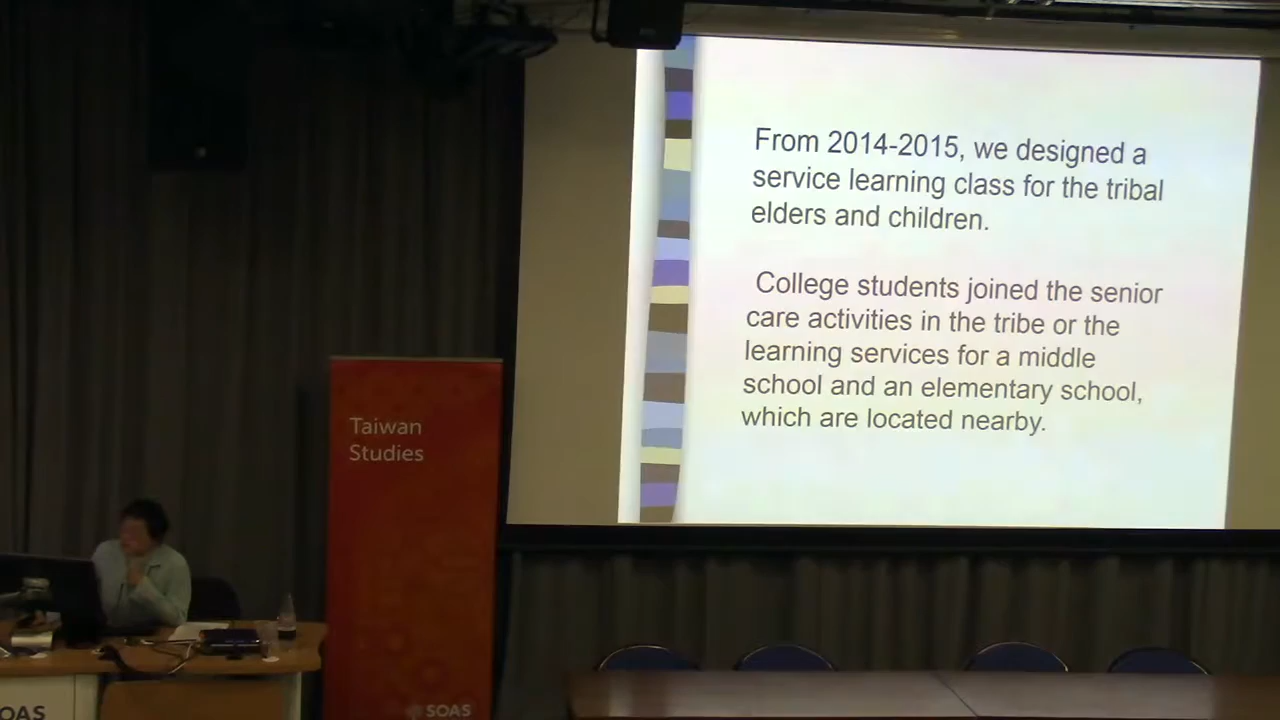 From 2014-2015, we designed a
service learning class for the tribal
elders and children.
College students joined the senior
care activities in the tribe or the
learning services for a middle
school and an elementary school,
which are located nearby.
Taiwan
Studies
SOAS
OAS